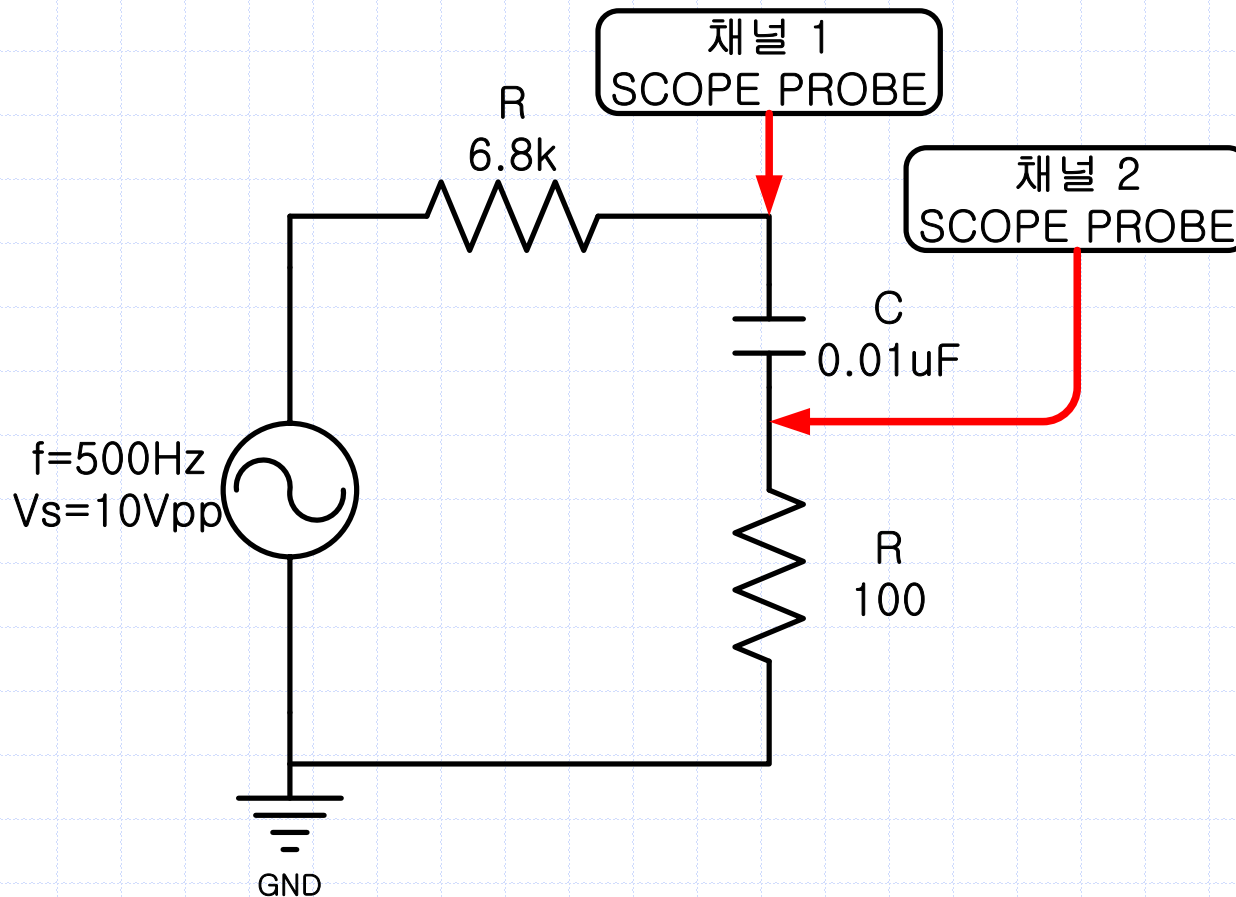 채널 1
SCOPE PROBE
R
6.8k
채널 2
SCOPE PROBE
C
0.01uF
f=500Hz
Vs=10Vpp
R
100
GND